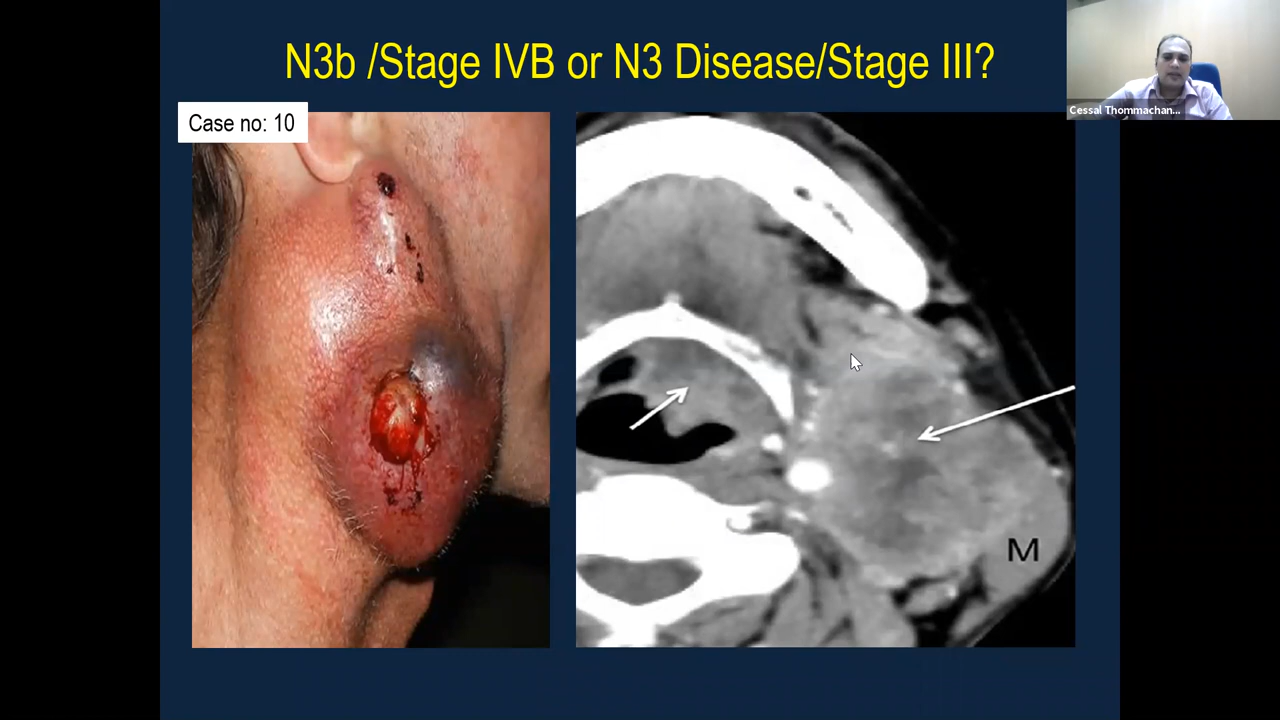 N3b /Stage IVB or N3 Disease/Stage III?
Cessal Thommachan...
Case no: 10
M